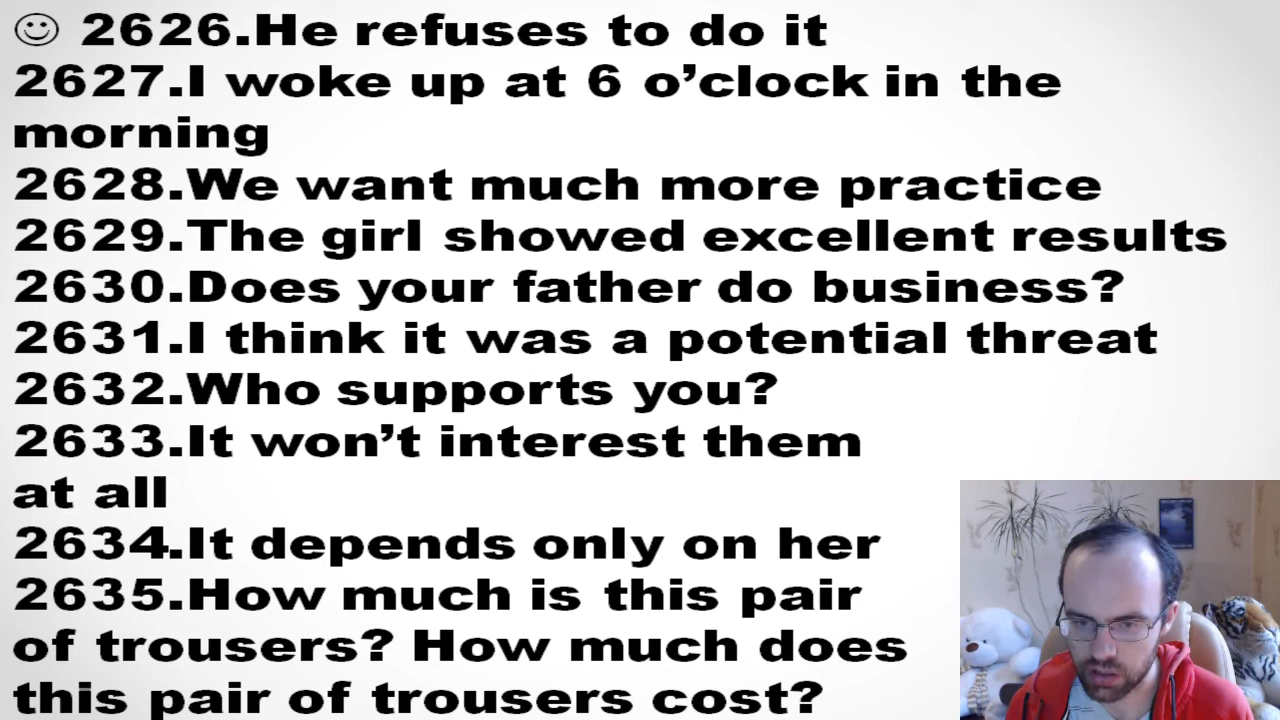 ☺ 2626.He refuses to do it
2627.I woke up at 6 o’clock in the
morning
2628.We want much more practice
2629.The girl showed excellent results
2630.Does your father do business?
2631.I think it was a potential threat
2632.Who supports you?
2633.It won’t interest them
at all
2634.It depends only on her
2635.How much is this pair
of trousers? How much does
this pair of trousers cost?